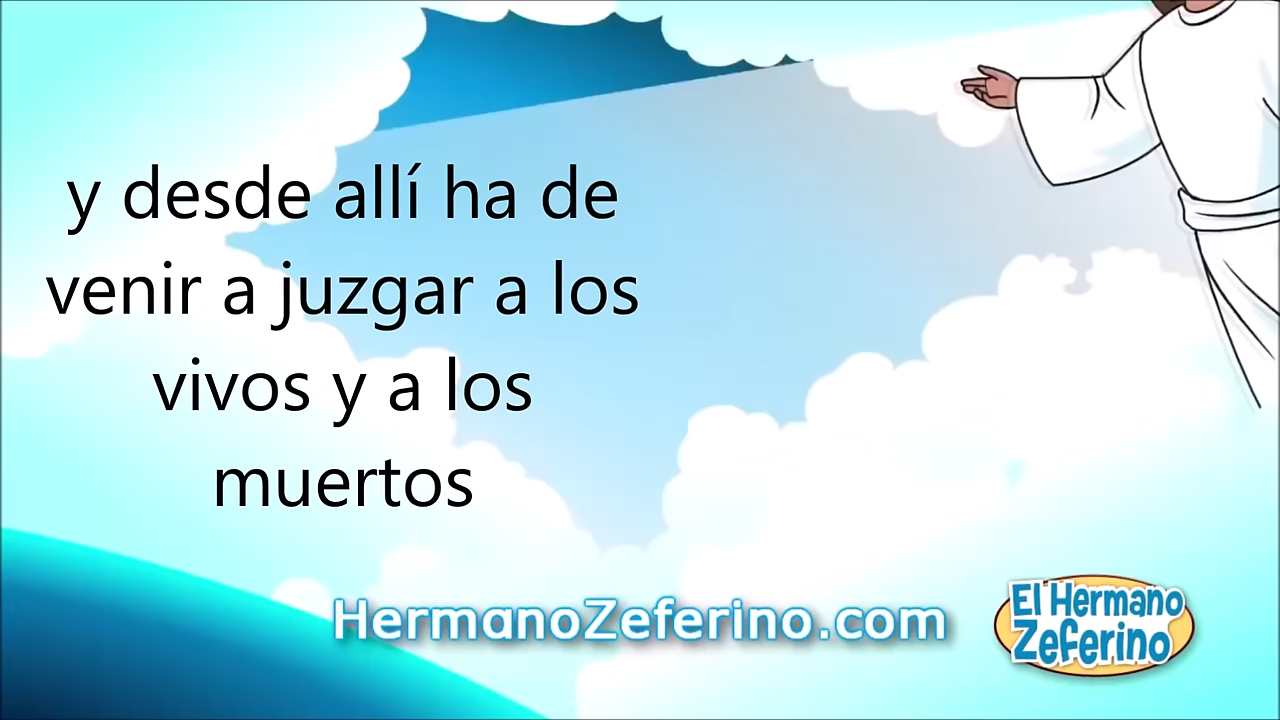 y desde allí ha de
venir a juzgar a los
vivos y a los
muertos
HermanoZeferino.com
El Hermano
Zeferino